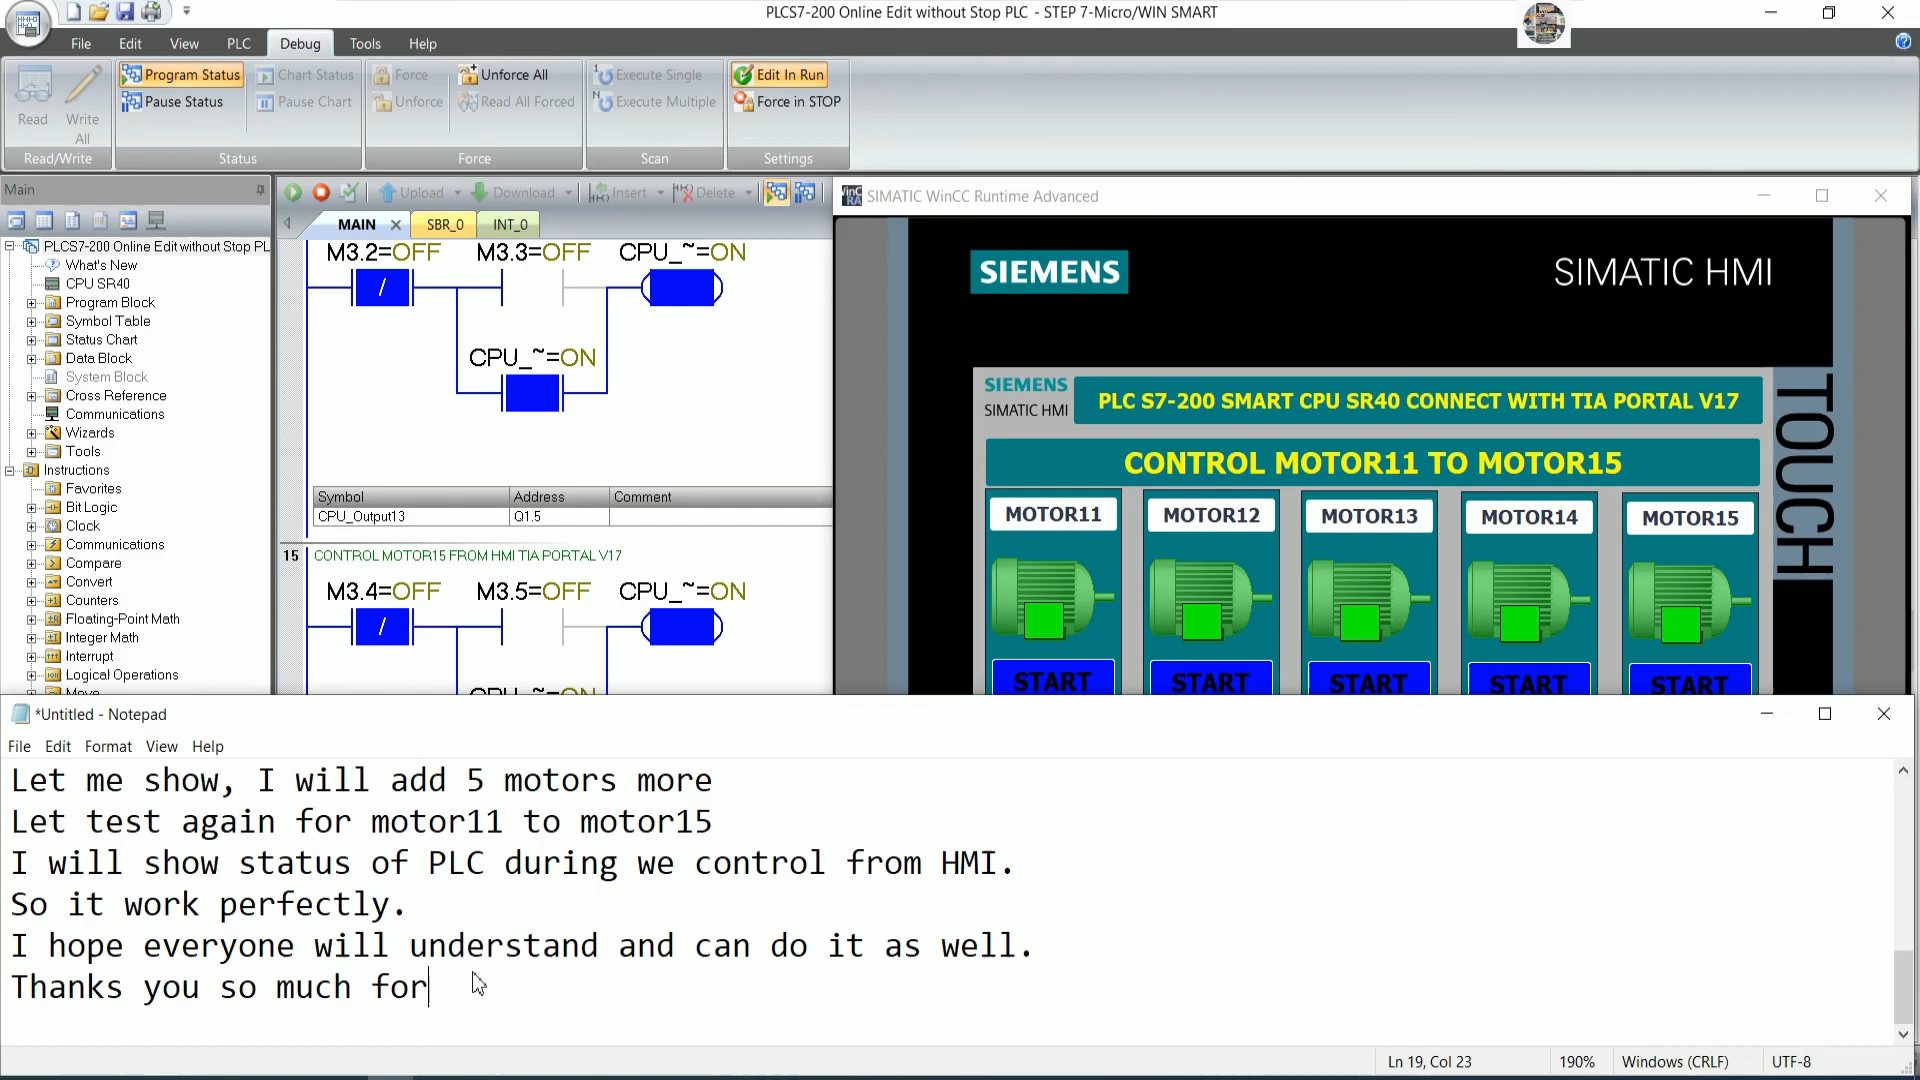 PLCS7-200 Online Edit without Stop PLC - STEP 7-Micro/WIN SMART
File Edit View PLC Debug Tools Help
Read
Write All
Read/Write
Program Status
Pause Status
Chart Status
Pause Chart
Status
Force
Unforce
Unforce All
Read All Forced
Force
Execute Single
Execute Multiple
Scan
Edit In Run
Force in STOP
Settings
Main
Upload Download Insert Delete
MAIN SBR_0 INT_0
PLCS7-200 Online Edit without Stop PL
What's New
CPU SR40
Program Block
Symbol Table
Status Chart
Data Block
System Block
Cross Reference
Communications
Wizards
Tools
Instructions
Favorites
Bit Logic
Clock
Communications
Compare
Convert
Counters
Floating-Point Math
Integer Math
Interrupt
Logical Operations
Move
M3.2=OFF M3.3=OFF CPU_~=ON
CPU_~=ON
Symbol Address Comment
CPU_Output13 Q1.5
15 CONTROL MOTOR15 FROM HMI TIA PORTAL V17
M3.4=OFF M3.5=OFF CPU_~=ON
CPU_~=ON
SIMATIC WinCC Runtime Advanced
SIEMENS SIMATIC HMI
SIEMENS
SIMATIC HMI
PLC S7-200 SMART CPU SR40 CONNECT WITH TIA PORTAL V17
CONTROL MOTOR11 TO MOTOR15
MOTOR11 MOTOR12 MOTOR13 MOTOR14 MOTOR15
START START START START START
TOUCH
*Untitled - Notepad
File Edit Format View Help
Let me show, I will add 5 motors more
Let test again for motor11 to motor15
I will show status of PLC during we control from HMI.
So it work perfectly.
I hope everyone will understand and can do it as well.
Thanks you so much for
Ln 19, Col 23 190% Windows (CRLF) UTF-8